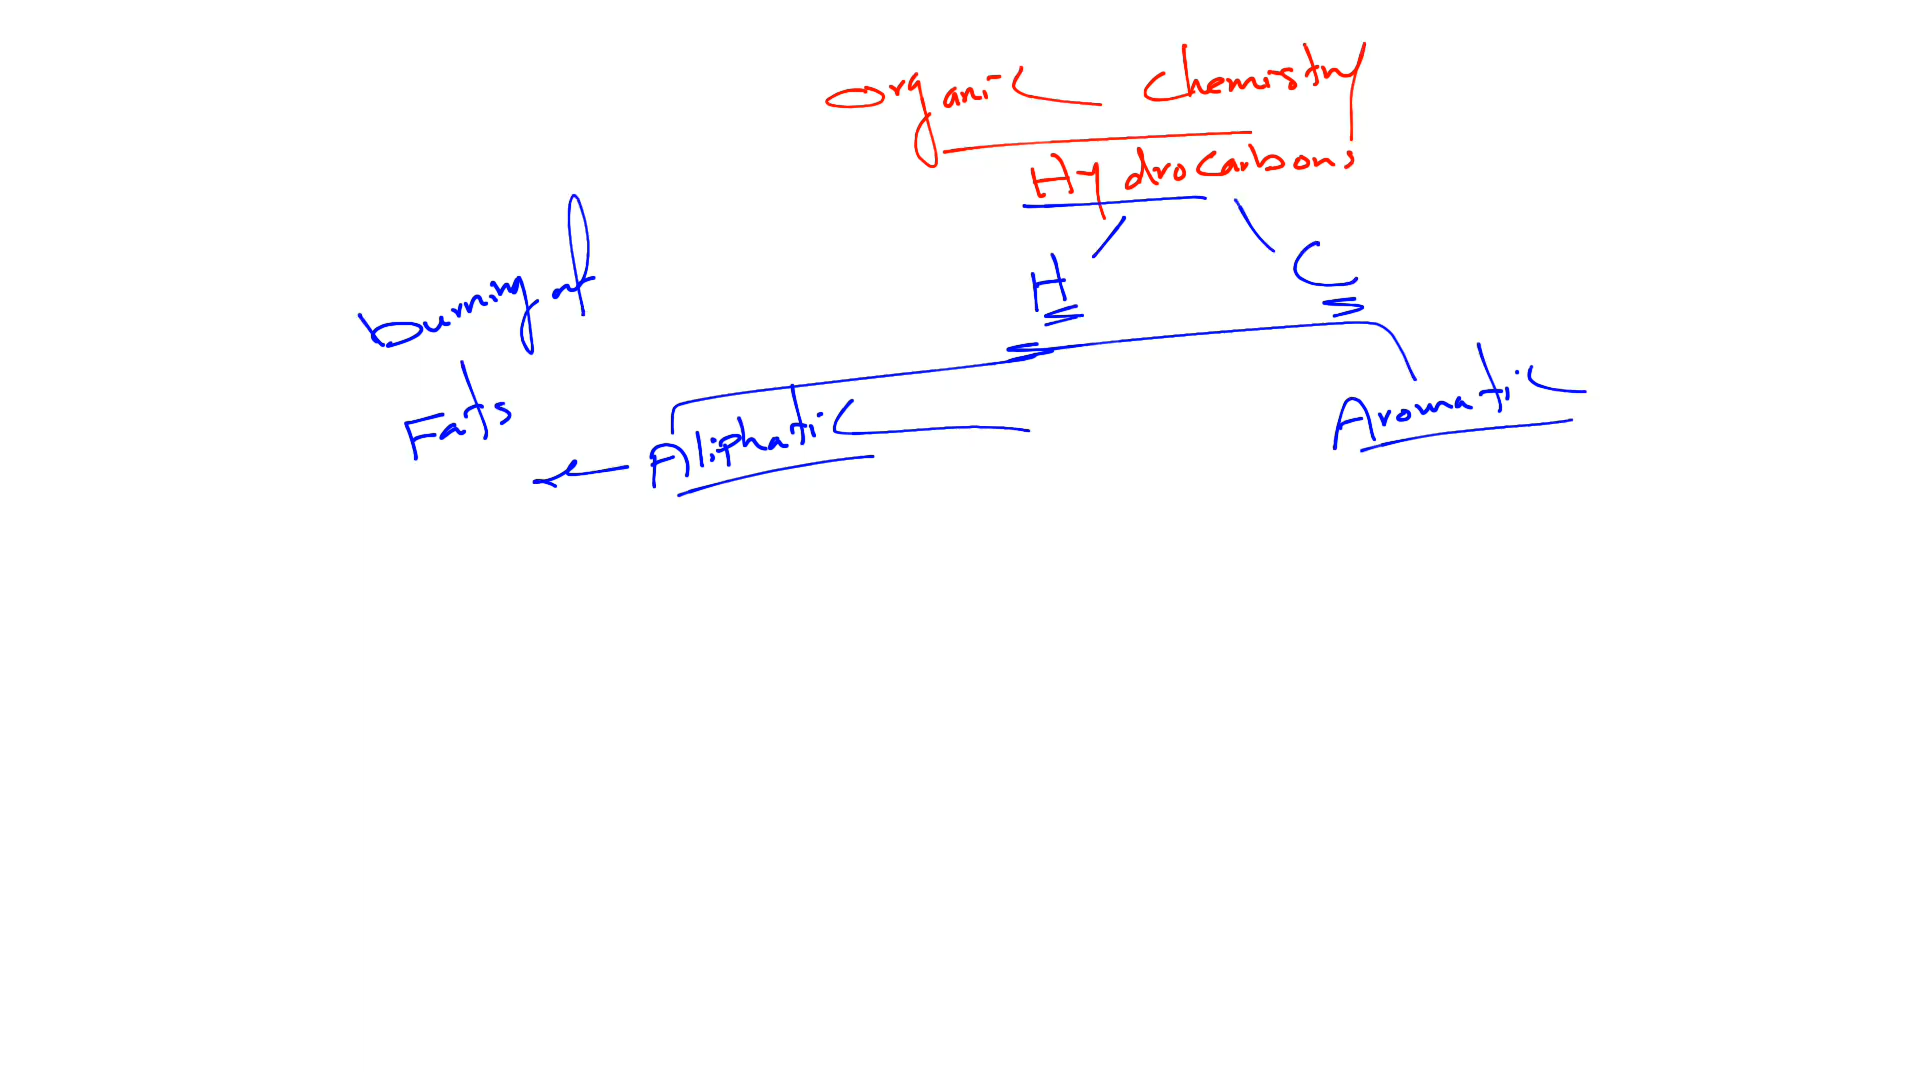 Organic Chemistry
Hydrocarbons
H C
burning of
Fats
Aliphatic
Aromatic